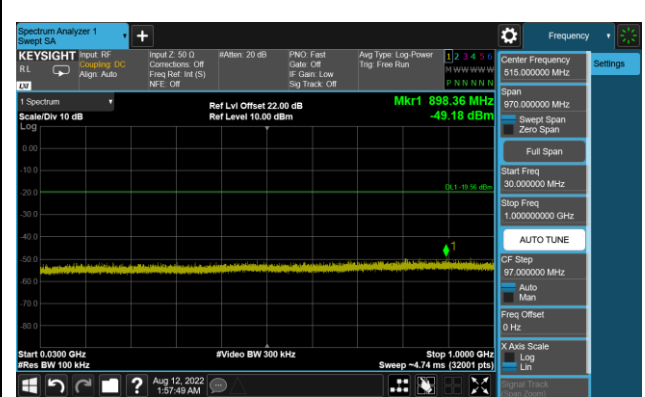 Spectrum Analyzer 1
Swept SA
+
Frequency
KEYSIGHT
RL
LXI
Input: RF
Coupling: DC
Align: Auto
Input Z: 50 Ω
Corrections: Off
Freq Ref: Int (S)
NFE: Off
#Atten: 20 dB
PNO: Fast
Gate: Off
IF Gain: Low
Sig Track: Off
Avg Type: Log-Power
Trig: Free Run
1 2 3 4 5 6
M W W W W W
P N N N N N
1 Spectrum
Scale/Div 10 dB
Log
Ref Lvl Offset 22.00 dB
Ref Level 10.00 dBm
Mkr1 898.36 MHz
-49.18 dBm
0.00
-10.0
-20.0
-30.0
-40.0
-50.0
-60.0
-70.0
-80.0
DL1 -19.56 dBm
1
Start 0.0300 GHz
#Res BW 100 kHz
#Video BW 300 kHz
Stop 1.0000 GHz
Sweep ~4.74 ms (32001 pts)
?
Aug 12, 2022
1:57:49 AM
Center Frequency
515.000000 MHz
Settings
Span
970.000000 MHz
Swept Span
Zero Span
Full Span
Start Freq
30.000000 MHz
Stop Freq
1.000000000 GHz
AUTO TUNE
CF Step
97.000000 MHz
Auto
Man
Freq Offset
0 Hz
X Axis Scale
Log
Lin
Signal Track
(Span Zoom)